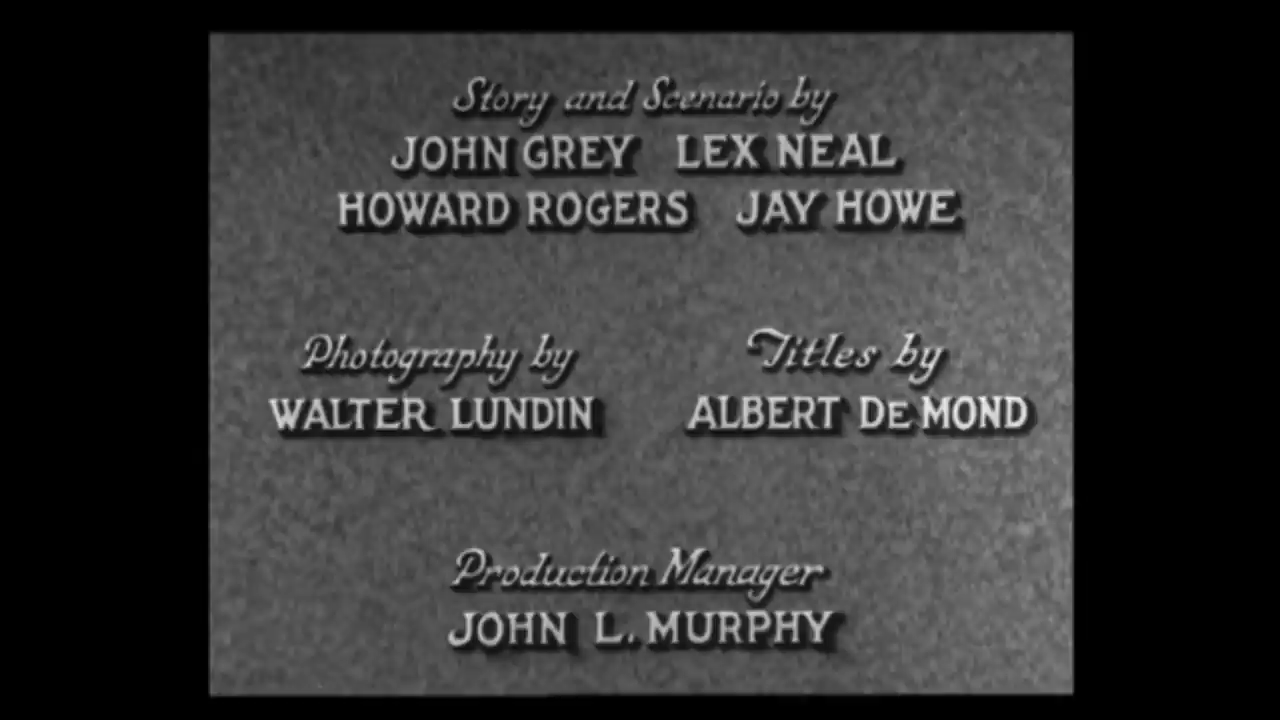 Story and Scenario by
JOHN GREY LEX NEAL
HOWARD ROGERS JAY HOWE
Photography by
WALTER LUNDIN
Titles by
ALBERT DE MOND
Production Manager
JOHN L. MURPHY